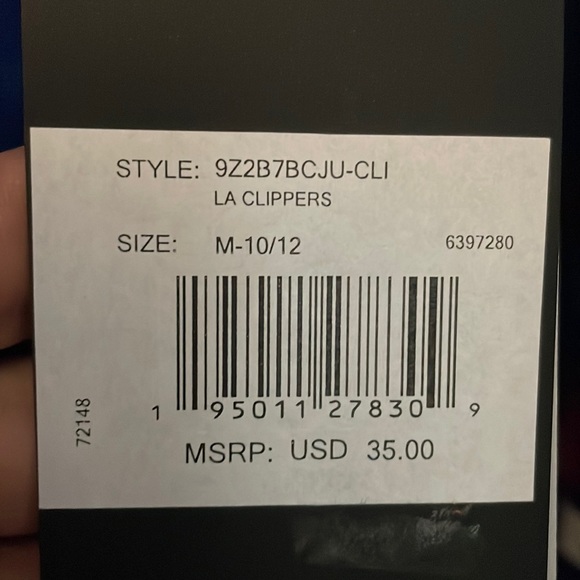 STYLE: 9Z2B7BCJU-CLI
LA CLIPPERS
SIZE: M-10/12 6397280
1 95011 27830 9
72148
MSRP: USD 35.00